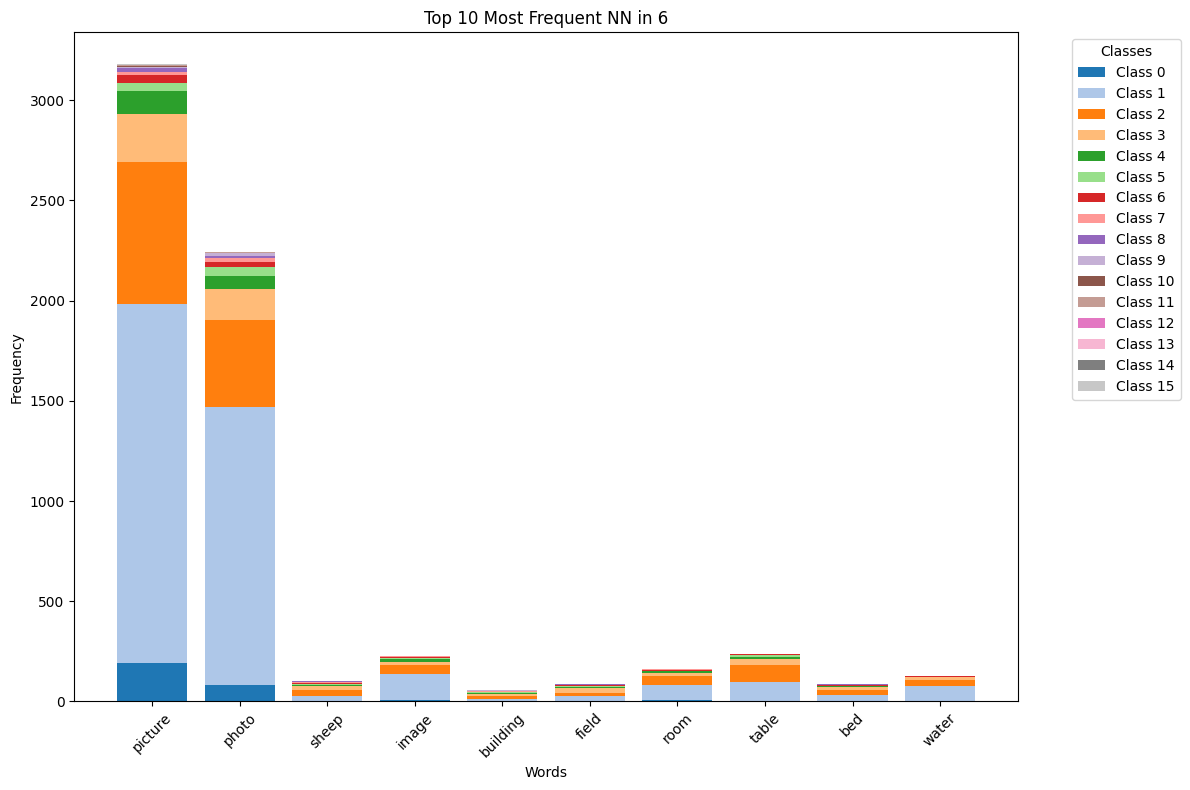 Top 10 Most Frequent NN in 6
Frequency
3000
2500
2000
1500
1000
500
0
picture
photo
sheep
image
building
field
room
table
bed
water
Words
Classes
Class 0
Class 1
Class 2
Class 3
Class 4
Class 5
Class 6
Class 7
Class 8
Class 9
Class 10
Class 11
Class 12
Class 13
Class 14
Class 15